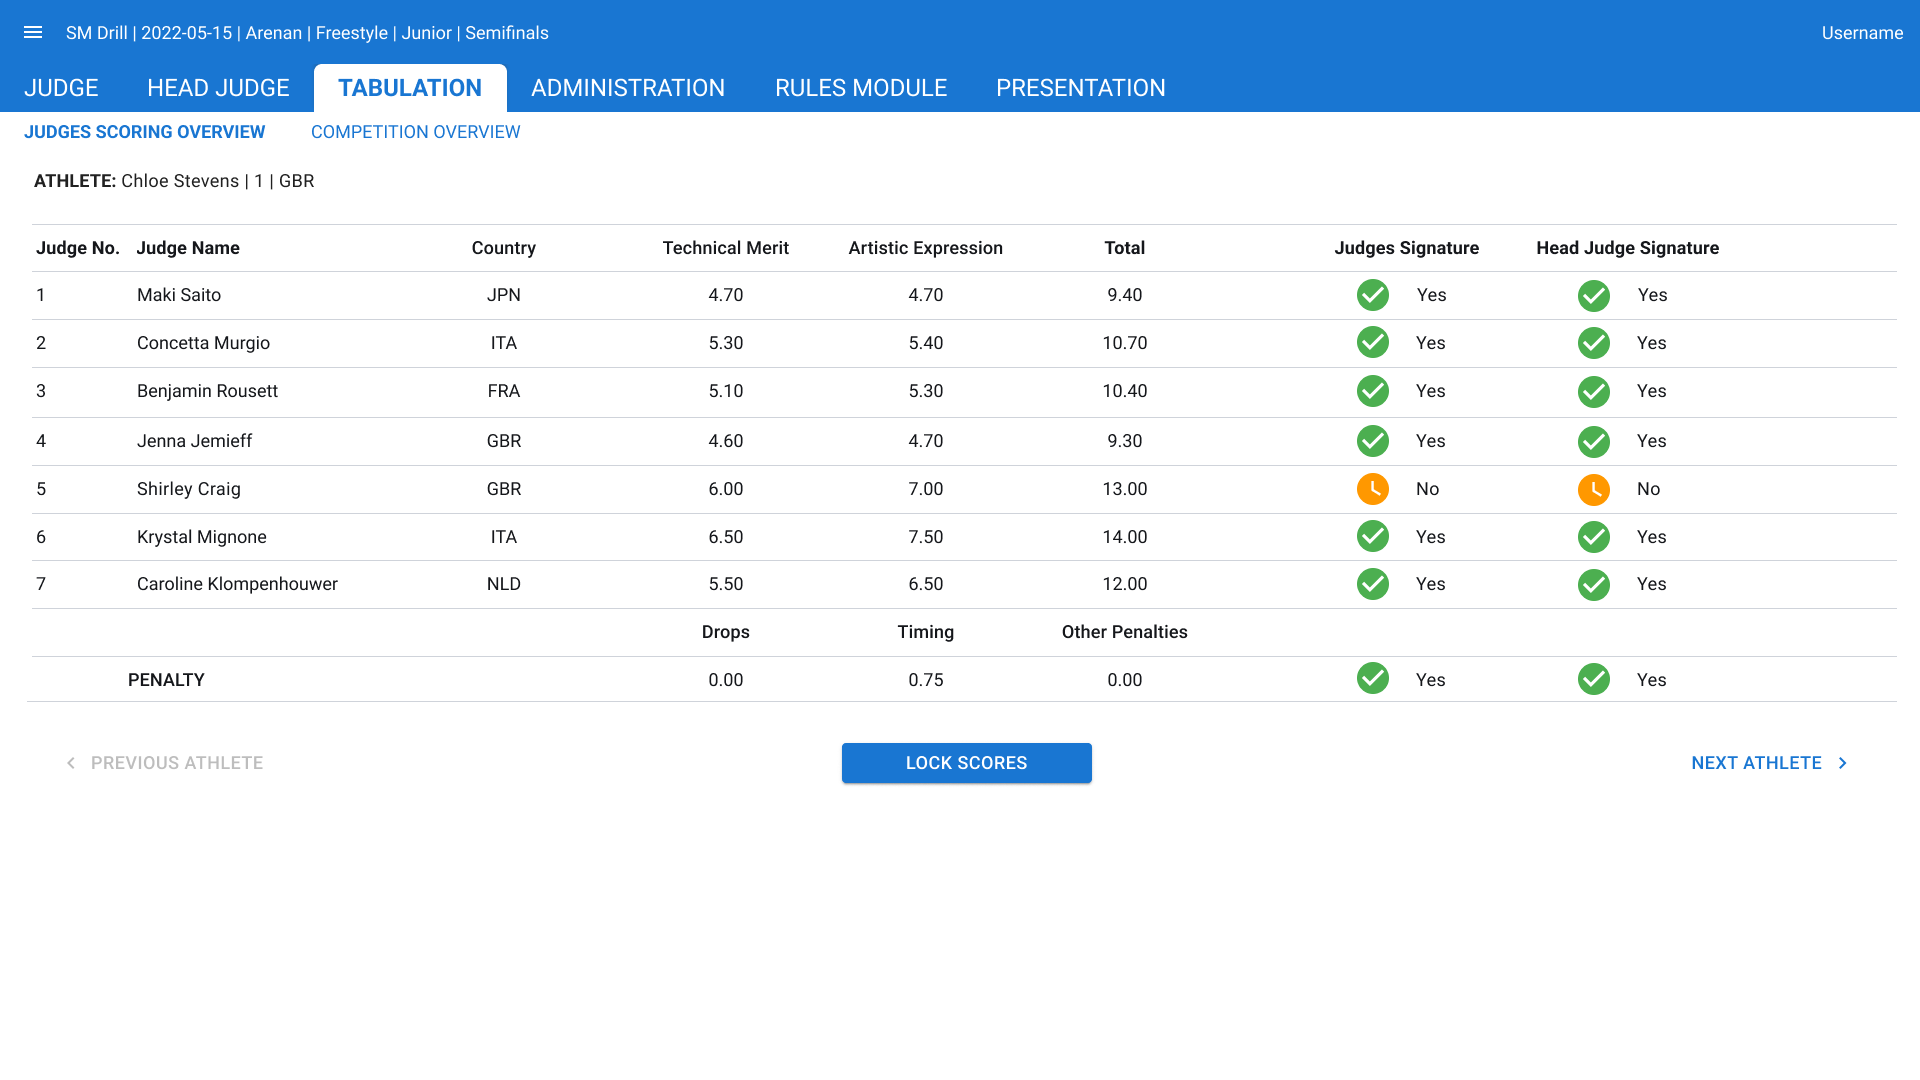 SM Drill | 2022-05-15 | Arenan | Freestyle | Junior | Semifinals
Username
JUDGE HEAD JUDGE TABULATION ADMINISTRATION RULES MODULE PRESENTATION
JUDGES SCORING OVERVIEW COMPETITION OVERVIEW
ATHLETE: Chloe Stevens | 1 | GBR
Judge No. Judge Name Country Technical Merit Artistic Expression Total Judges Signature Head Judge Signature
1 Maki Saito JPN 4.70 4.70 9.40 Yes Yes
2 Concetta Murgio ITA 5.30 5.40 10.70 Yes Yes
3 Benjamin Rousett FRA 5.10 5.30 10.40 Yes Yes
4 Jenna Jemieff GBR 4.60 4.70 9.30 Yes Yes
5 Shirley Craig GBR 6.00 7.00 13.00 No No
6 Krystal Mignone ITA 6.50 7.50 14.00 Yes Yes
7 Caroline Klompenhouwer NLD 5.50 6.50 12.00 Yes Yes
Drops Timing Other Penalties
PENALTY 0.00 0.75 0.00 Yes Yes
PREVIOUS ATHLETE LOCK SCORES NEXT ATHLETE